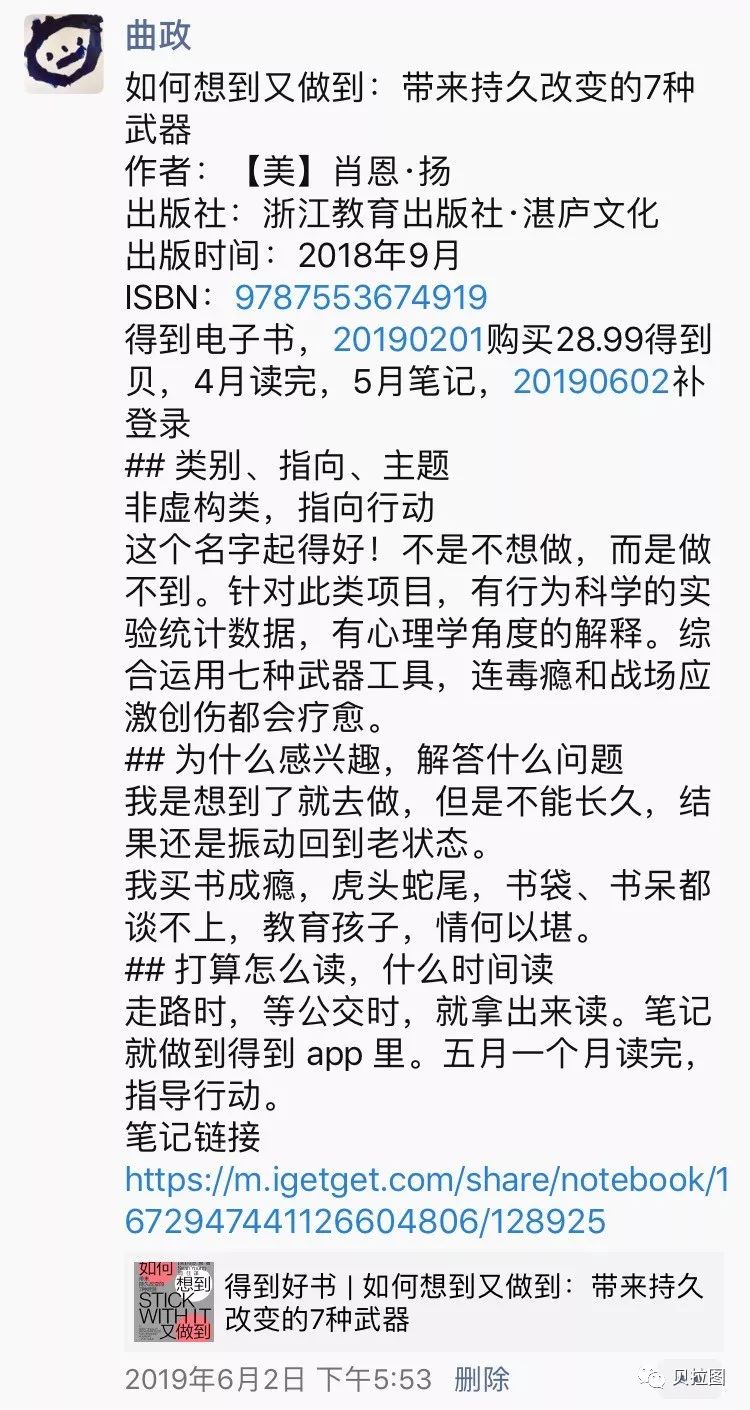 曲政
如何想到又做到：带来持久改变的7种
武器
作者：【美】肖恩·扬
出版社：浙江教育出版社·湛庐文化
出版时间：2018年9月
ISBN：9787553674919
得到电子书，20190201购买28.99得到
贝，4月读完，5月笔记，20190602补
登录
## 类别、指向、主题
非虚构类，指向行动
这个名字起得好！不是不想做，而是做
不到。针对此类项目，有行为科学的实
验统计数据，有心理学角度的解释。综
合运用七种武器工具，连毒瘾和战场应
激创伤都会疗愈。
## 为什么感兴趣，解答什么问题
我是想到了就去做，但是不能长久，结
果还是振动回到老状态。
我买书成瘾，虎头蛇尾，书袋、书呆都
谈不上，教育孩子，情何以堪。
## 打算怎么读，什么时间读
走路时，等公交时，就拿出来读。笔记
就做到得到 app 里。五月一个月读完，
指导行动。
笔记链接
https://m.igetget.com/share/notebook/1
672947441126604806/128925
如何
想到
STICK
WITH IT
又做到
得到好书 | 如何想到又做到：带来持久
改变的7种武器
2019年6月2日 下午5:53 删除
贝拉图